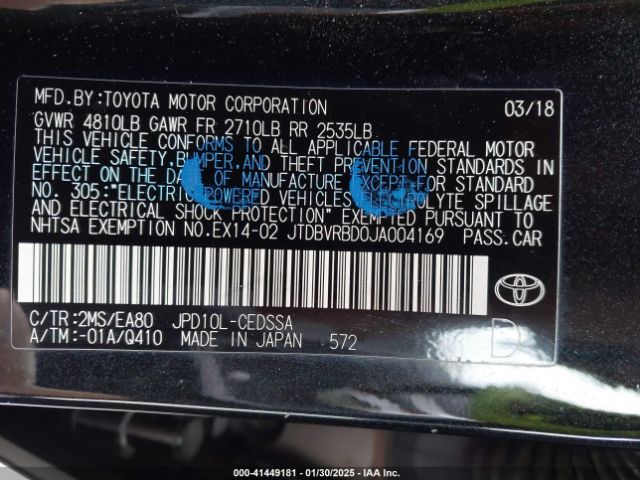 MFD.BY:TOYOTA MOTOR CORPORATION 03/18
GVWR 4810LB GAWR FR 2710LB RR 2535LB
THIS VEHICLE CONFORMS TO ALL APPLICABLE FEDERAL MOTOR
VEHICLE SAFETY,BUMPER,AND THEFT PREVENTION STANDARDS IN
EFFECT ON THE DATE OF MANUFACTURE EXCEPT FOR STANDARD
NO. 305:"ELECTRIC POWERED VEHICLES ELECTROLYTE SPILLAGE
AND ELECTRICAL SHOCK PROTECTION" EXEMPTED PURSUANT TO
NHTSA EXEMPTION NO.EX14-02 JTDBVRBD0JA004169 PASS.CAR
TOYOTA
C/TR:2MS/EA80 JPD10L-CEDSSA
A/TM:-01A/Q410 MADE IN JAPAN 572
D
000-41449181 - 01/30/2025 - IAA Inc.